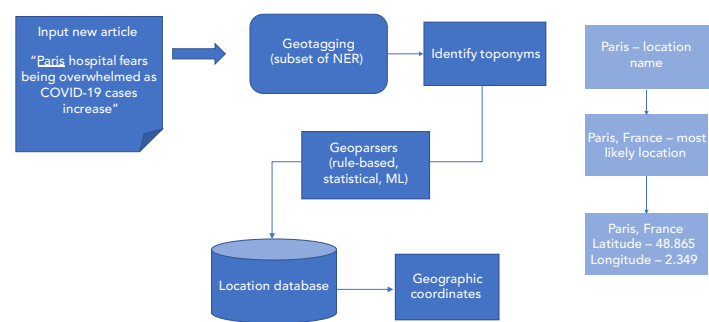 Input new article
“Paris hospital fears
being overwhelmed as
COVID-19 cases
increase“
Geotagging
(subset of NER)
Identify toponyms
Geoparsers
(rule-based,
statistical, ML)
Location database
Geographic
coordinates
Paris – location
name
Paris, France – most
likely location
Paris, France
Latitude – 48.865
Longitude – 2.349